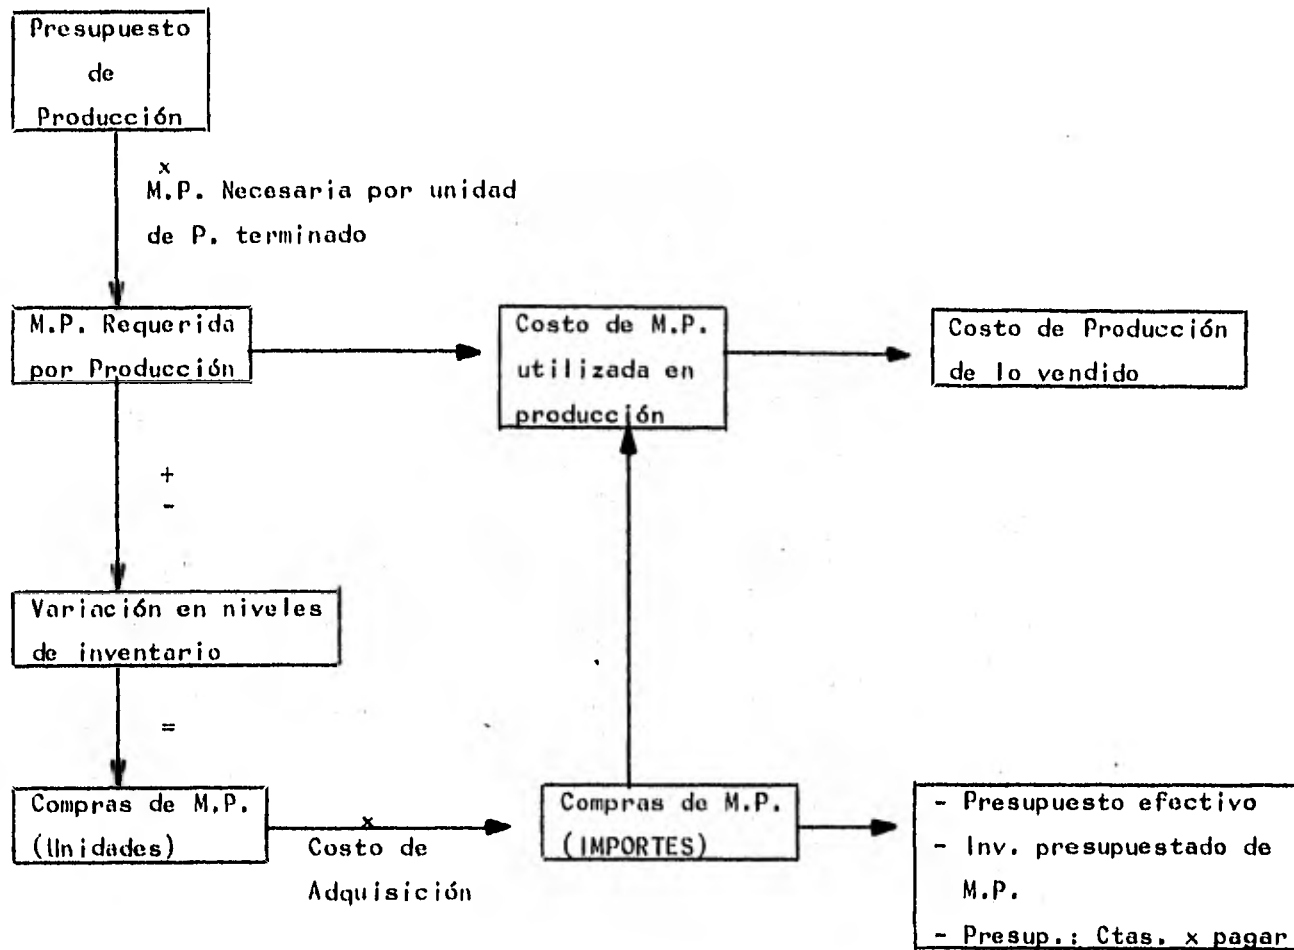 Presupuesto
de
Producción
x
M.P. Necesaria por unidad
de P. terminado
M.P. Requerida
por Producción
Costo de M.P.
utilizada en
producción
Costo de Producción
de lo vendido
+
-
Variación en niveles
de inventario
=
Compras de M.P.
(Unidades)
x
Costo de
Adquisición
Compras de M.P.
(IMPORTES)
- Presupuesto efectivo
- Inv. presupuestado de
M.P.
- Presup.: Ctas. x pagar